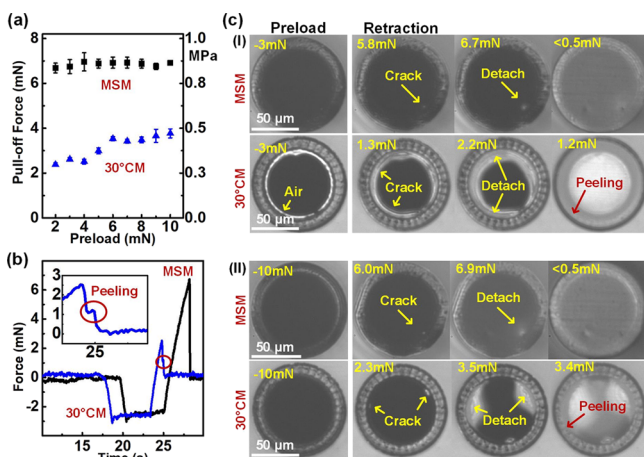 (a)
8
6
4
2
0
Pull-off Force (mN)
1.0
MPa
0.8
0.5
0.3
0.0
MSM
30°CM
2
4
6
8
10
Preload (mN)
(b)
3
2
1
0
25
Peeling
MSM
6
4
2
0
-2
Force (mN)
30°CM
10
15
20
25
Time (s)
(c)
Preload
Retraction
(I)
MSM
-3mN
50 µm
5.8mN
Crack
6.7mN
Detach
<0.5mN
30°CM
-3mN
Air
50 µm
1.3mN
Crack
2.2mN
Detach
1.2mN
Peeling
(II)
MSM
-10mN
50 µm
6.0mN
Crack
6.9mN
Detach
<0.5mN
30°CM
-10mN
50 µm
2.3mN
Crack
3.5mN
Detach
3.4mN
Peeling